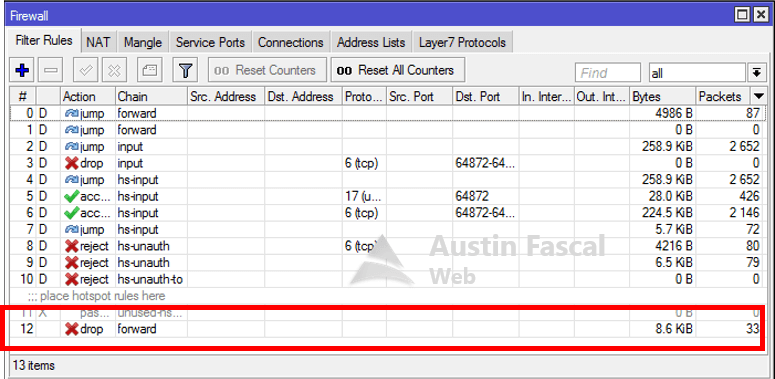 Firewall
Filter Rules NAT Mangle Service Ports Connections Address Lists Layer7 Protocols
00 Reset Counters 00 Reset All Counters Find all
# Action Chain Src. Address Dst. Address Proto... Src. Port Dst. Port In. Inter... Out. Int... Bytes Packets
0 D jump forward 4986 B 87
1 D jump forward 0 B 0
2 D jump input 258.9 KiB 2 652
3 D drop input 6 (tcp) 64872-64... 0 B 0
4 D jump hs-input 258.9 KiB 2 652
5 D acc... hs-input 17 (u... 64872 28.0 KiB 426
6 D acc... hs-input 6 (tcp) 64872-64... 224.5 KiB 2 146
7 D jump hs-input 5.7 KiB 72
8 D reject hs-unauth 6 (tcp) 4216 B 80
9 D reject hs-unauth 6.5 KiB 79
10 D reject hs-unauth-to 0 B 0
Austin Fascal
Web
;;; place hotspot rules here
11 X pas... unused-hs... 0 B 0
12 drop forward 8.6 KiB 33
13 items